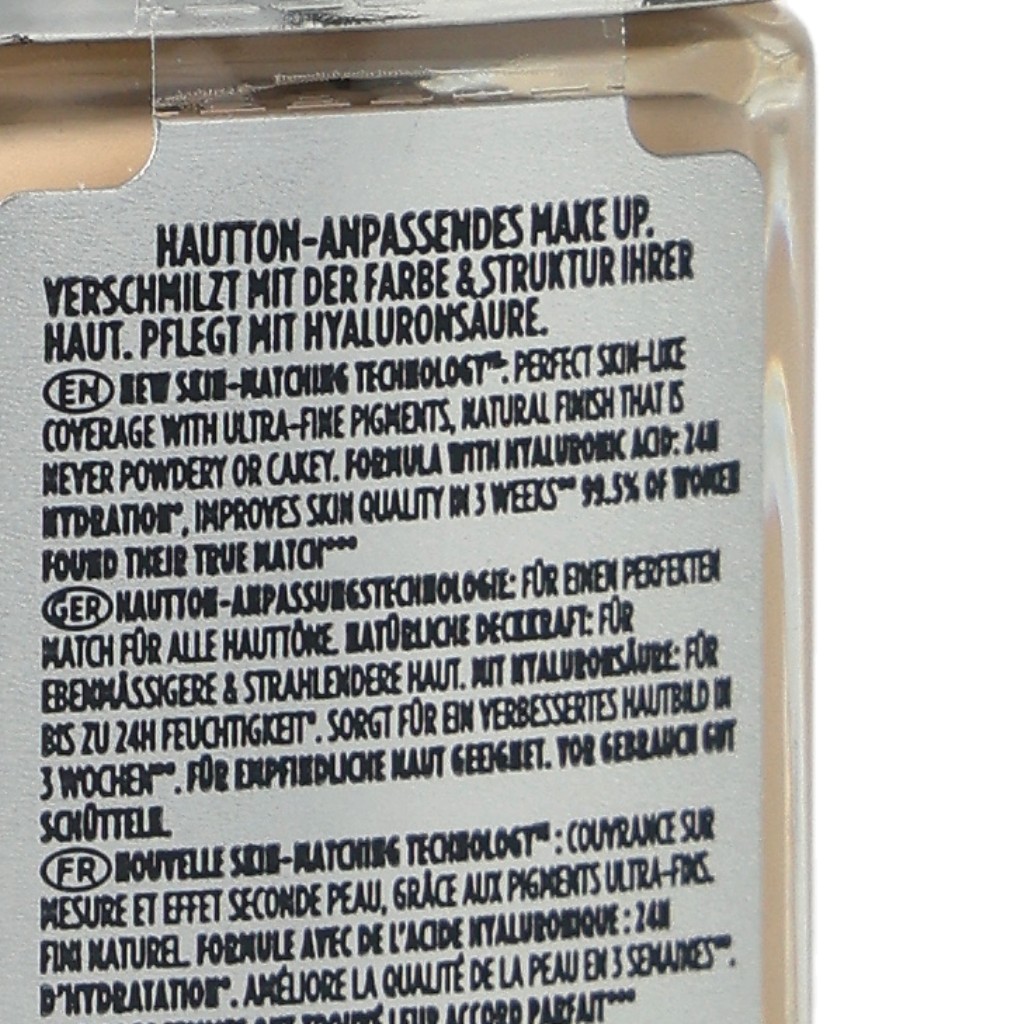 HAUTTON-ANPASSENDES MAKE UP.
VERSCHMILZT MIT DER FARBE & STRUKTUR IHRER
HAUT. PFLEGT MIT HYALURONSÄURE.
EN NEW SKIN-MATCHING TECHNOLOGY™: PERFECT SKIN-LIKE
COVERAGE WITH ULTRA-FINE PIGMENTS, NATURAL FINISH THAT IS
NEVER POWDERY OR CAKEY. FORMULA WITH HYALURONIC ACID: 24H
HYDRATION*, IMPROVES SKIN QUALITY IN 3 WEEKS** 99.5% OF WOMEN
FOUND THEIR TRUE MATCH***
GER HAUTTON-ANPASSUNGSTECHNOLOGIE: FÜR EINEN PERFEKTEN
MATCH FÜR ALLE HAUTTÖNE. NATÜRLICHE DECKKRAFT: FÜR
EBENMÄSSIGERE & STRAHLENDERE HAUT. MIT HYALURONSÄURE: FÜR
BIS ZU 24H FEUCHTIGKEIT*. SORGT FÜR EIN VERBESSERTES HAUTBILD IN
3 WOCHEN**. FÜR EMPFINDLICHE HAUT GEEIGNET. VOR GEBRAUCH GUT
SCHÜTTELN.
FR NOUVELLE SKIN-MATCHING TECHNOLOGY™ : COUVRANCE SUR
MESURE ET EFFET SECONDE PEAU, GRÂCE AUX PIGMENTS ULTRA-FINS.
FINI NATUREL. FORMULE AVEC DE L'ACIDE HYALURONIQUE : 24H
D'HYDRATATION*. AMÉLIORE LA QUALITÉ DE LA PEAU EN 3 SEMAINES**.
LEUR ACCORD PARFAIT***